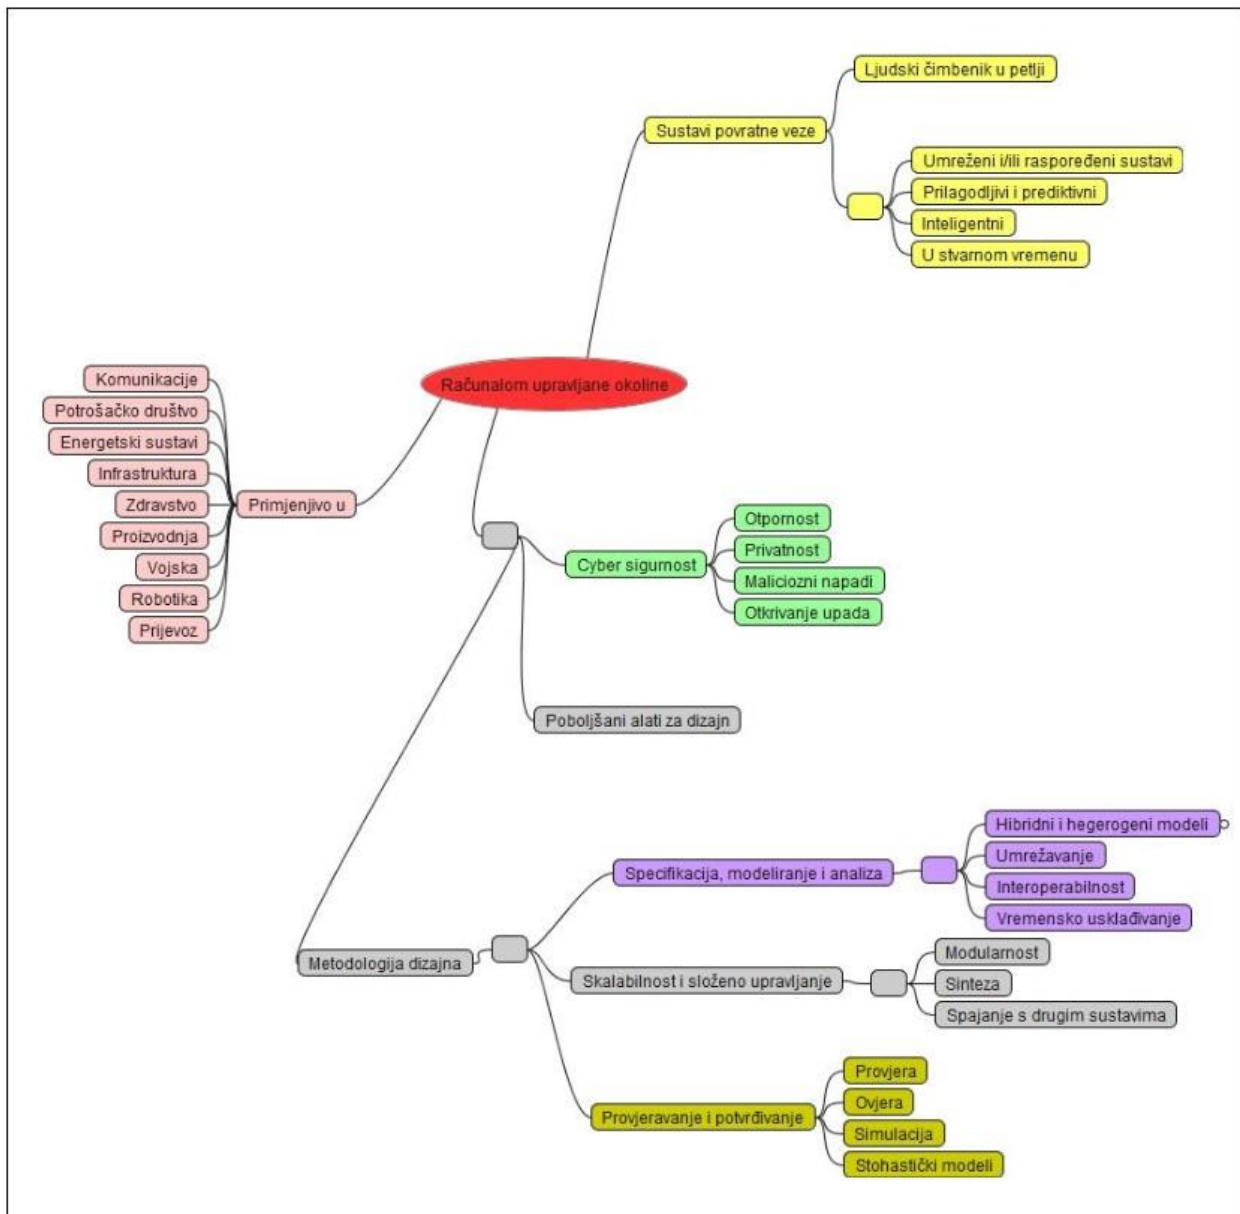 Ljudski čimbenik u petlji
Sustavi povratne veze
Umreženi i/ili raspoređeni sustavi
Prilagodljivi i prediktivni
Inteligentni
U stvarnom vremenu
Računalom upravljane okoline
Komunikacije
Potrošačko društvo
Energetski sustavi
Infrastruktura
Zdravstvo
Proizvodnja
Vojska
Robotika
Prijevoz
Primjenjivo u
Cyber sigurnost
Otpornost
Privatnost
Maliciozni napadi
Otkrivanje upada
Poboljšani alati za dizajn
Metodologija dizajna
Specifikacija, modeliranje i analiza
Hibridni i hegerogeni modeli
Umrežavanje
Interoperabilnost
Vremensko usklađivanje
Skalabilnost i složeno upravljanje
Modularnost
Sinteza
Spajanje s drugim sustavima
Provjeravanje i potvrđivanje
Provjera
Ovjera
Simulacija
Stohastički modeli